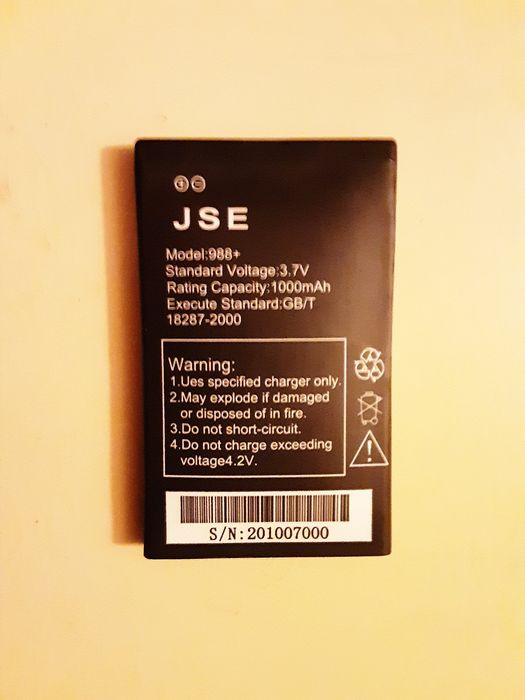 JSE
Model:988+
Standard Voltage:3.7V
Rating Capacity:1000mAh
Execute Standard:GB/T
18287-2000
Warning:
1.Ues specified charger only.
2.May explode if damaged
or disposed of in fire.
3.Do not short-circuit.
4.Do not charge exceeding
voltage4.2V.
S/N:201007000